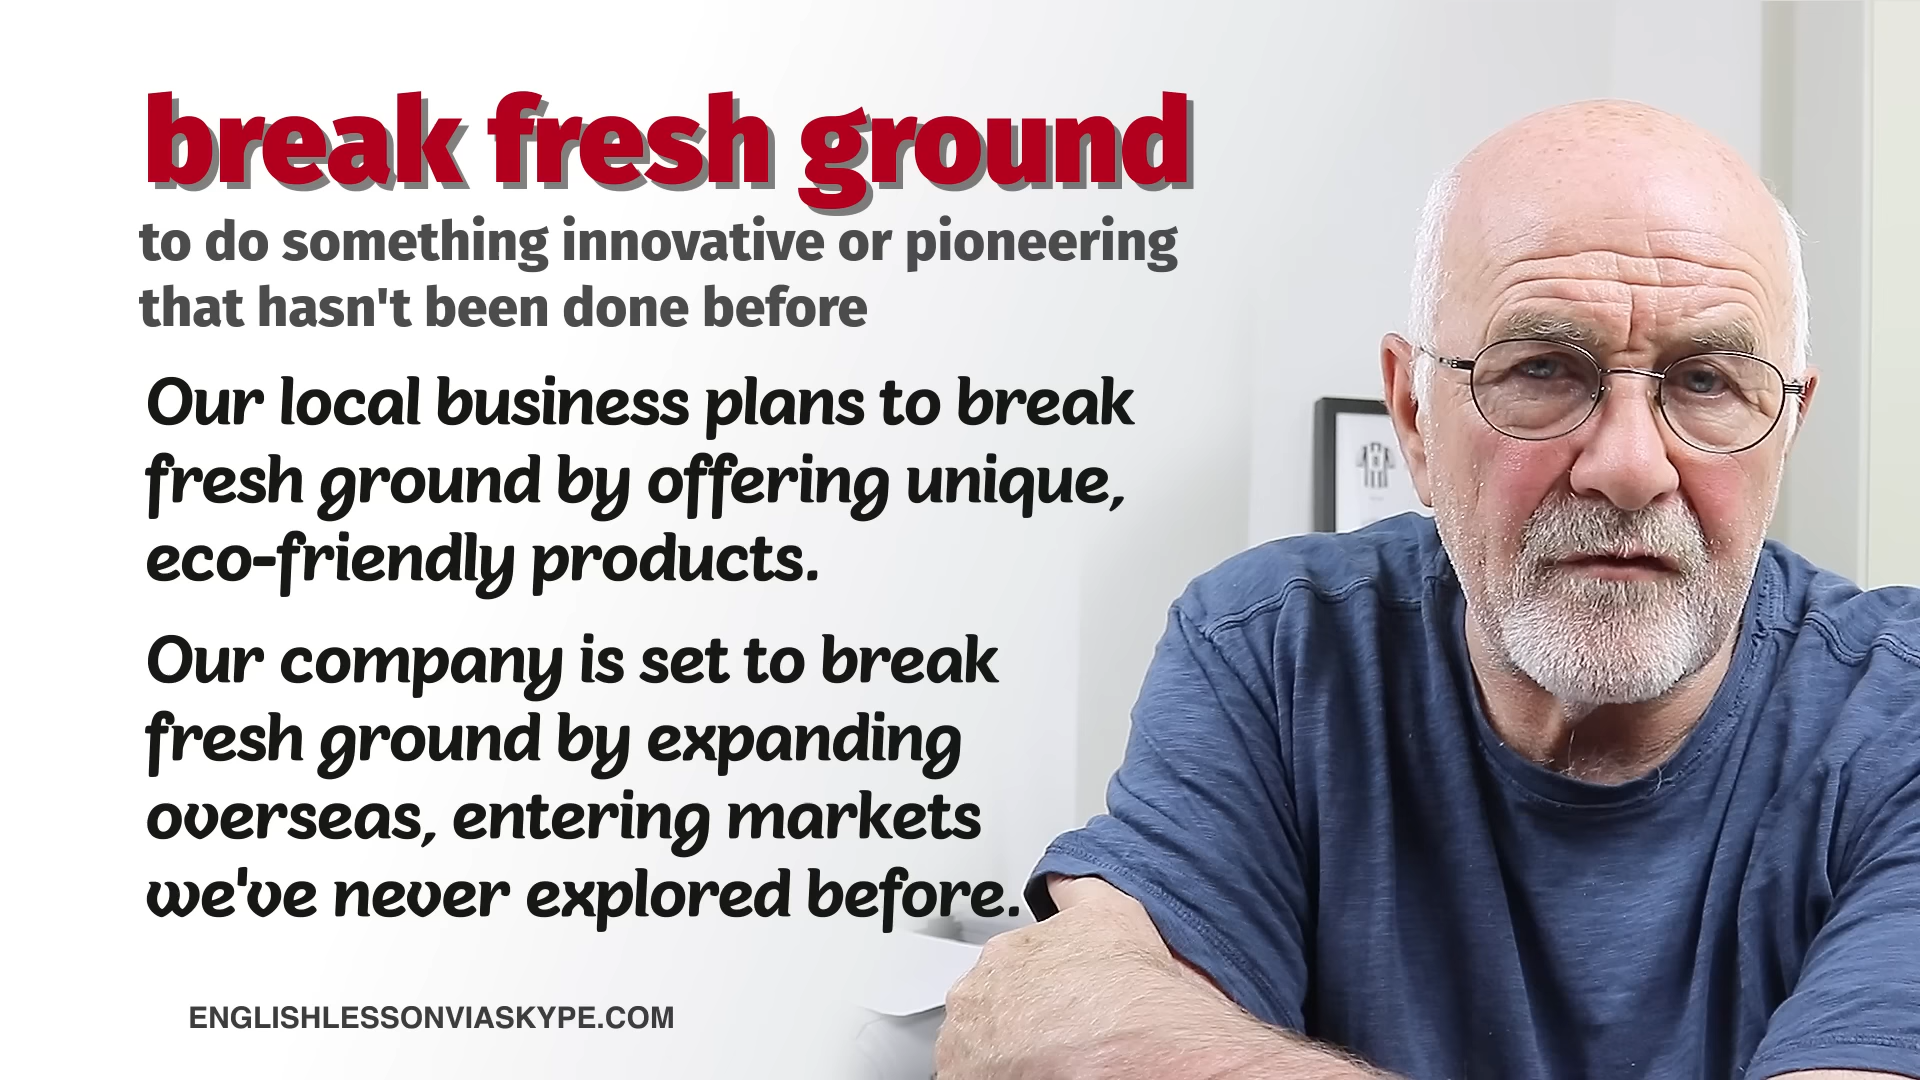 break fresh ground
to do something innovative or pioneering
that hasn't been done before
Our local business plans to break
fresh ground by offering unique,
eco-friendly products.
Our company is set to break
fresh ground by expanding
overseas, entering markets
we've never explored before.
ENGLISHLESSONVIASKYPE.COM